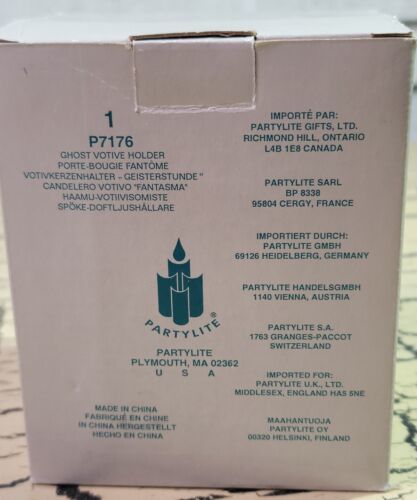 1
P7176
GHOST VOTIVE HOLDER
PORTE-BOUGIE FANTÔME
VOTIVKERZENHALTER - GEISTERSTUNDE"
CANDELERO VOTIVO "FANTASMA"
HAAMU-VOTIIVISOMISTE
SPÖKE-DOFTLJUSHÅLLARE
PARTYLITE®
PARTYLITE
PLYMOUTH, MA 02362
U S A
MADE IN CHINA
FABRIQUÉ EN CHINE
IN CHINA HERGESTELLT
HECHO EN CHINA
IMPORTÉ PAR:
PARTYLITE GIFTS, LTD.
RICHMOND HILL, ONTARIO
L4B 1E8 CANADA
PARTYLITE SARL
BP 8338
95804 CERGY, FRANCE
IMPORTIERT DURCH:
PARTYLITE GMBH
69126 HEIDELBERG, GERMANY
PARTYLITE HANDELSGMBH
1140 VIENNA, AUSTRIA
PARTYLITE S.A.
1763 GRANGES-PACCOT
SWITZERLAND
IMPORTED FOR:
PARTYLITE U.K., LTD.
MIDDLESEX, ENGLAND HA5 5NE
MAAHANTUOJA
PARTYLITE OY
00320 HELSINKI, FINLAND